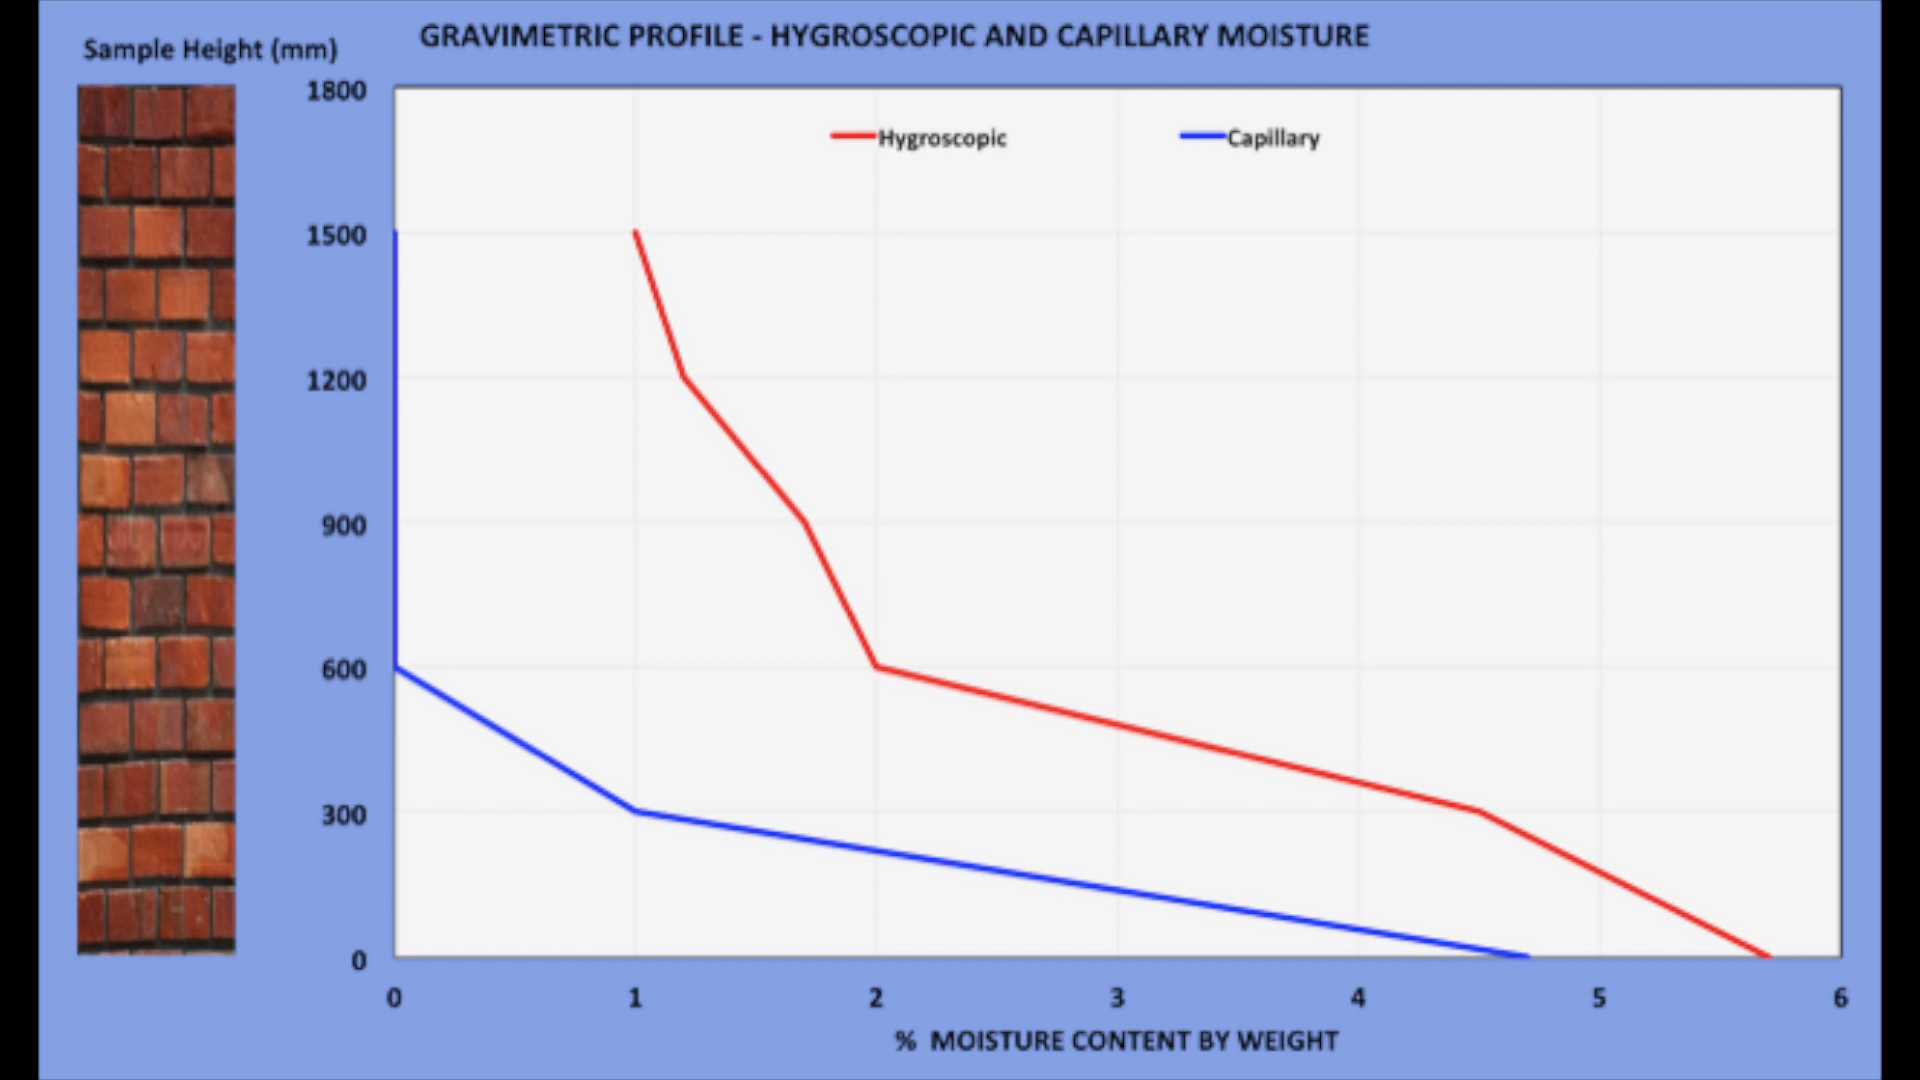 GRAVIMETRIC PROFILE - HYGROSCOPIC AND CAPILLARY MOISTURE
Sample Height (mm)
1800
Hygroscopic
Capillary
1500
1200
900
600
300
0
0 1 2 3 4 5 6
% MOISTURE CONTENT BY WEIGHT